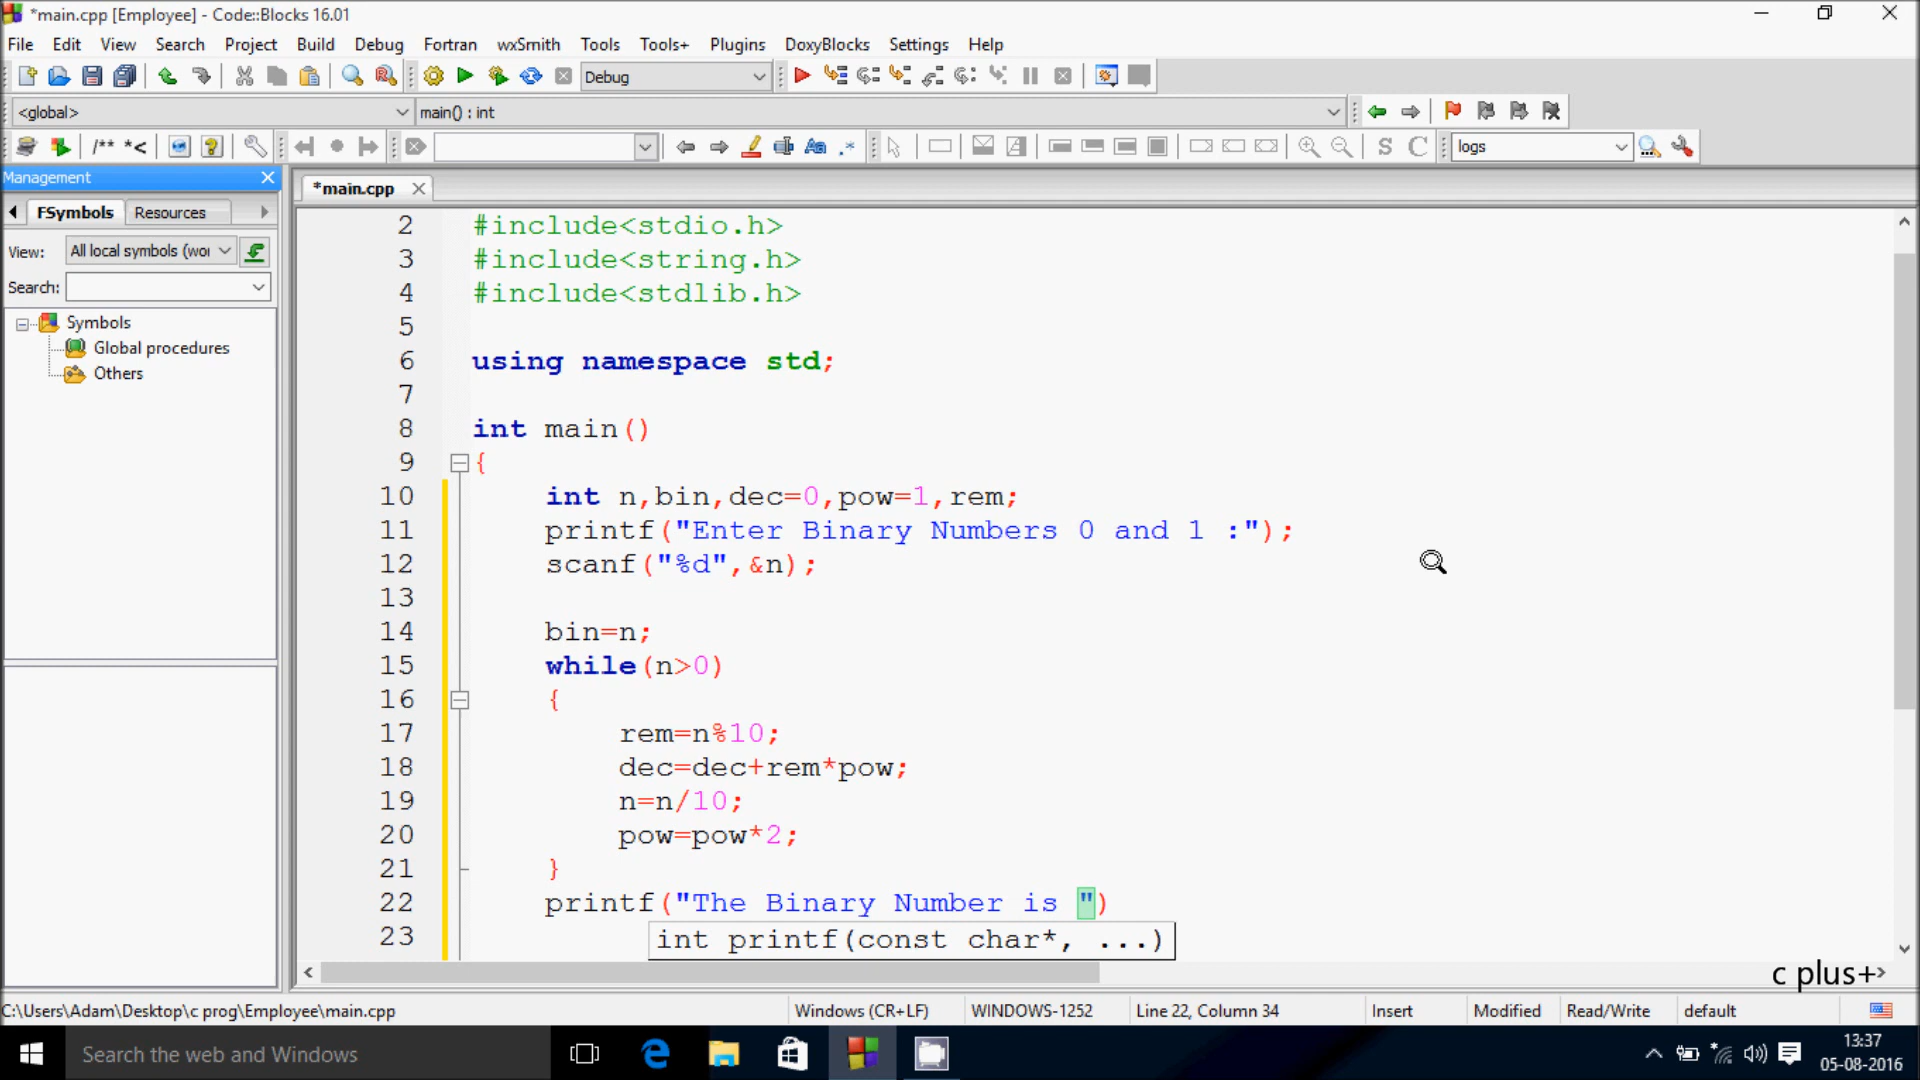 *main.cpp [Employee] - Code::Blocks 16.01
File Edit View Search Project Build Debug Fortran wxSmith Tools Tools+ Plugins DoxyBlocks Settings Help
Debug
<global> main() : int
/** *< logs
Management
*main.cpp
FSymbols Resources
View: All local symbols (wor
Search:
Symbols
Global procedures
Others
2 #include<stdio.h>
3 #include<string.h>
4 #include<stdlib.h>
5
6 using namespace std;
7
8 int main()
9 {
10 int n,bin,dec=0,pow=1,rem;
11 printf("Enter Binary Numbers 0 and 1 :");
12 scanf("%d",&n);
13
14 bin=n;
15 while(n>0)
16 {
17 rem=n%10;
18 dec=dec+rem*pow;
19 n=n/10;
20 pow=pow*2;
21 }
22 printf("The Binary Number is ")
23 int printf(const char*, ...)
c plus+
C:\Users\Adam\Desktop\c prog\Employee\main.cpp Windows (CR+LF) WINDOWS-1252 Line 22, Column 34 Insert Modified Read/Write default
Search the web and Windows
13:37
05-08-2016